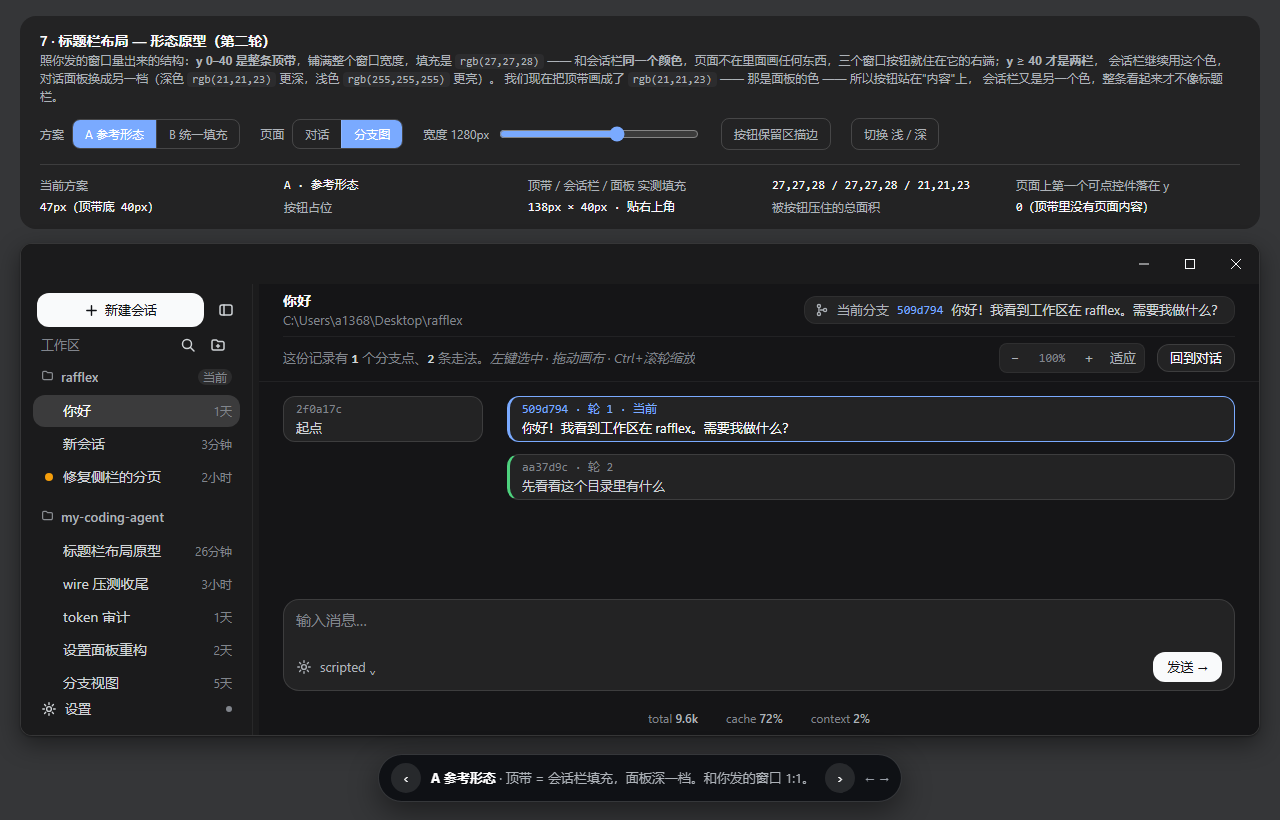 7 · 标题栏布局 — 形态原型（第二轮）
照你发的窗口量出来的结构：y 0–40 是整条顶带，铺满整个窗口宽度，填充是 rgb(27,27,28) —— 和会话栏同一个颜色，页面不在里面画任何东西，三个窗口按钮就住在它的右端；y ≥ 40 才是两栏， 会话栏继续用这个色，
对话面板换成另一档（深色 rgb(21,21,23) 更深，浅色 rgb(255,255,255) 更亮）。 我们现在把顶带画成了 rgb(21,21,23) —— 那是面板的色 —— 所以按钮站在"内容"上， 会话栏又是另一个色，整条看起来才不像标题
栏。
方案 A 参考形态 B 统一填充 页面 对话 分支图 宽度 1280px 按钮保留区描边 切换 浅 / 深
当前方案 A · 参考形态 顶带 / 会话栏 / 面板 实测填充 27,27,28 / 27,27,28 / 21,21,23 页面上第一个可点控件落在 y
47px (顶带底 40px) 按钮占位 138px × 40px · 贴右上角 被按钮压住的总面积 0 (顶带里没有页面内容)
+ 新建会话
工作区
rafflex 当前
你好 1天
新会话 3分钟
修复侧栏的分页 2小时
my-coding-agent
标题栏布局原型 26分钟
wire 压测收尾 3小时
token 审计 1天
设置面板重构 2天
分支视图 5天
设置
你好
C:\Users\a1368\Desktop\rafflex
当前分支 509d794 你好！我看到工作区在 rafflex。需要我做什么？
这份记录有 1 个分支点、2 条走法。左键选中 · 拖动画布 · Ctrl+滚轮缩放
− 100% + 适应 回到对话
2f0a17c
起点
509d794 · 轮 1 · 当前
你好！我看到工作区在 rafflex。需要我做什么？
aa37d9c · 轮 2
先看看这个目录里有什么
输入消息...
scripted
发送 →
total 9.6k cache 72% context 2%
‹ A 参考形态 · 顶带 = 会话栏填充，面板深一档。和你发的窗口 1:1。 › ←→